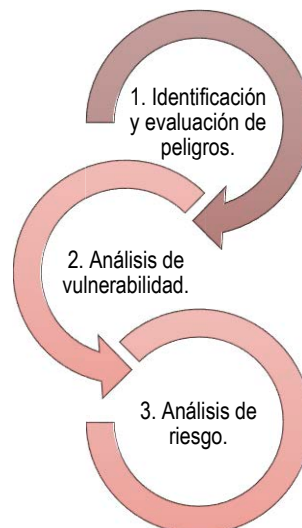 1. Identificación
y evaluación de
peligros.
2. Análisis de
vulnerabilidad.
3. Análisis de
riesgo.